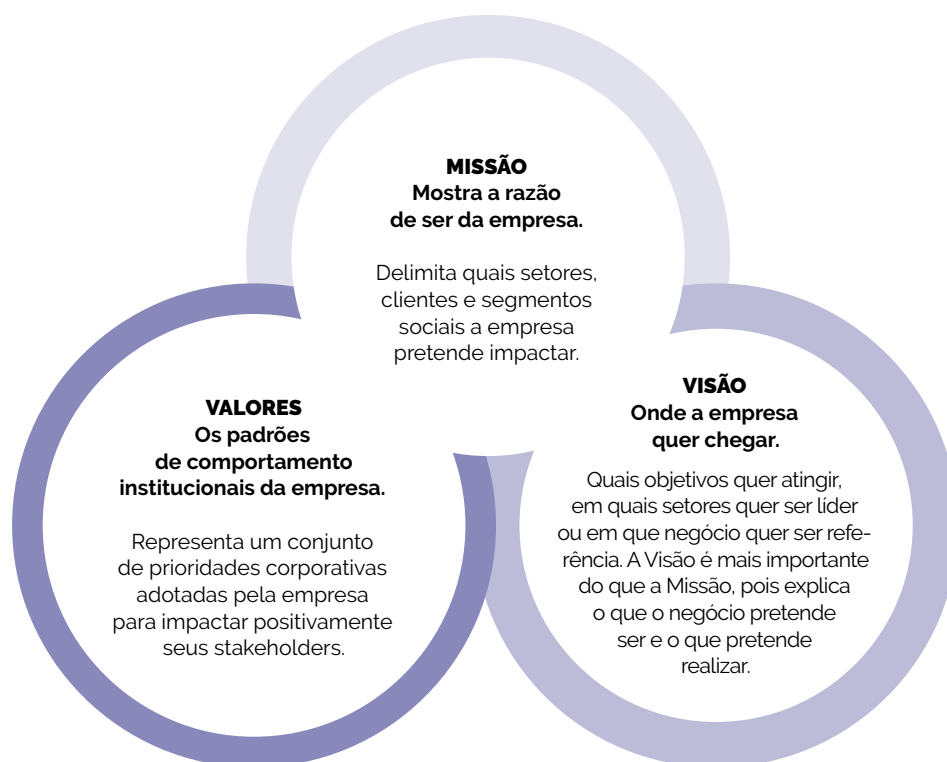 MISSÃO
Mostra a razão
de ser da empresa.
Delimita quais setores,
clientes e segmentos
sociais a empresa
pretende impactar.
VALORES
Os padrões
de comportamento
institucionais da empresa.
Representa um conjunto
de prioridades corporativas
adotadas pela empresa
para impactar positivamente
seus stakeholders.
VISÃO
Onde a empresa
quer chegar.
Quais objetivos quer atingir,
em quais setores quer ser líder
ou em que negócio quer ser refe-
rência. A Visão é mais importante
do que a Missão, pois explica
o que o negócio pretende
ser e o que pretende
realizar.